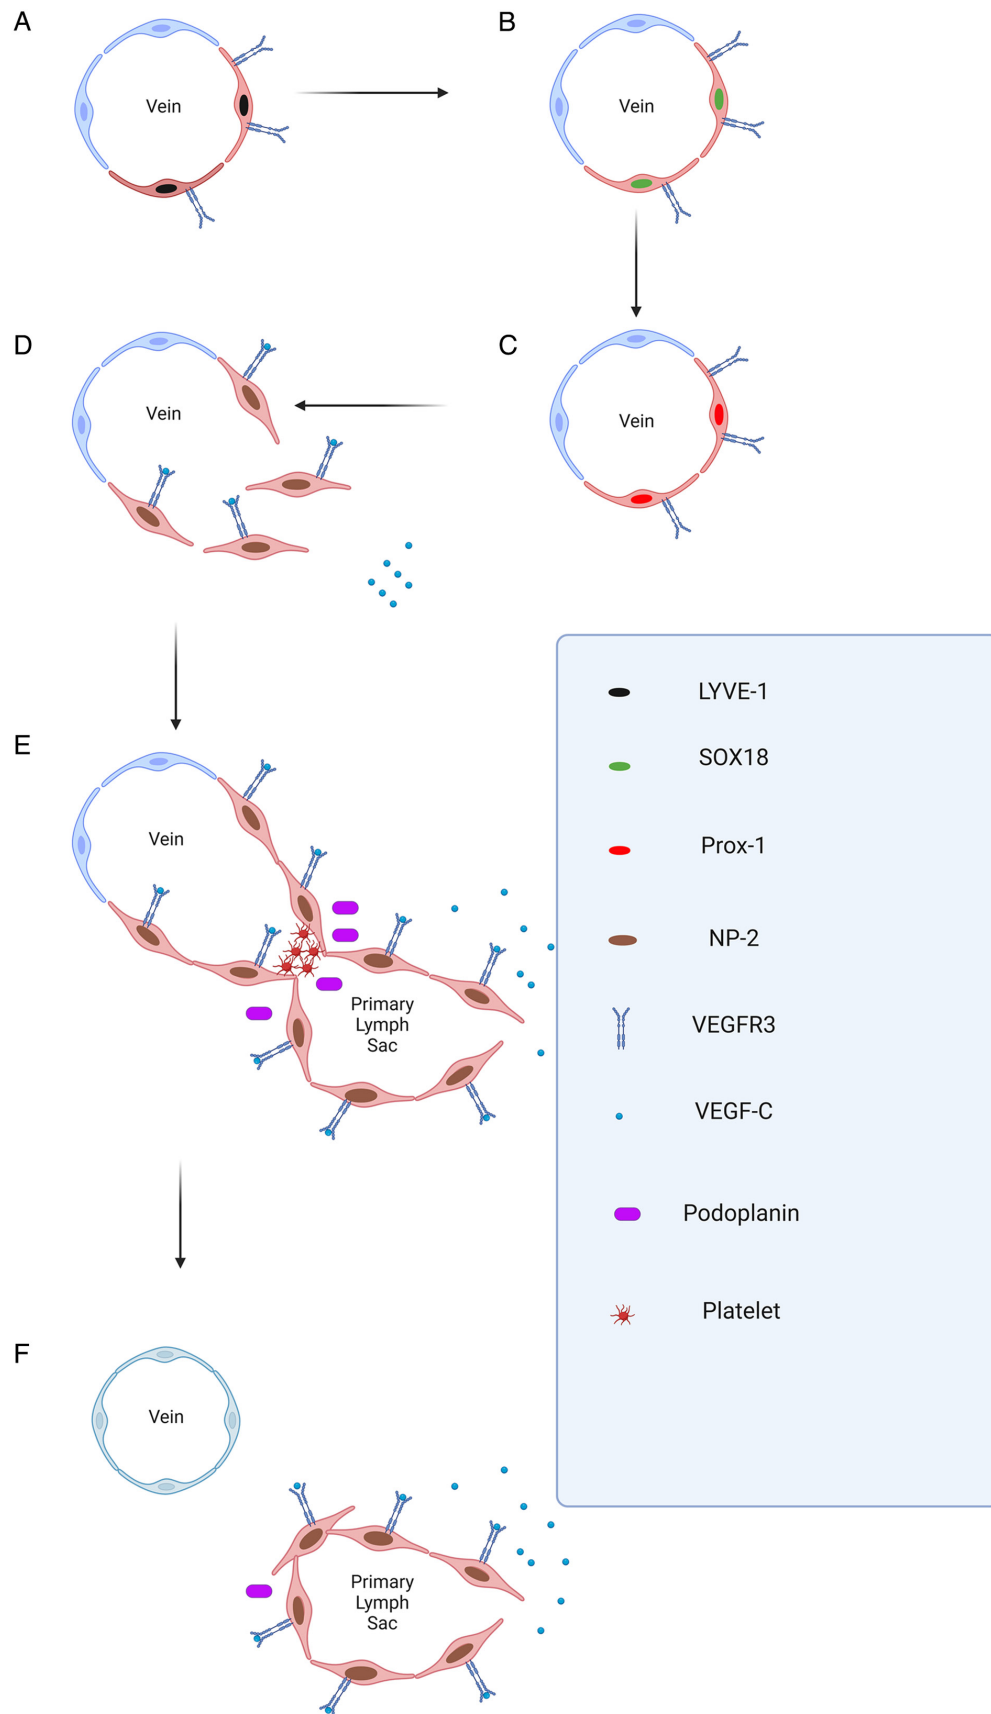 A
B
Vein
Vein
D
C
Vein
Vein
LYVE-1
SOX18
E
Vein
Prox-1
NP-2
Primary
Lymph
Sac
VEGFR3
VEGF-C
Podoplanin
Platelet
F
Vein
Primary
Lymph
Sac